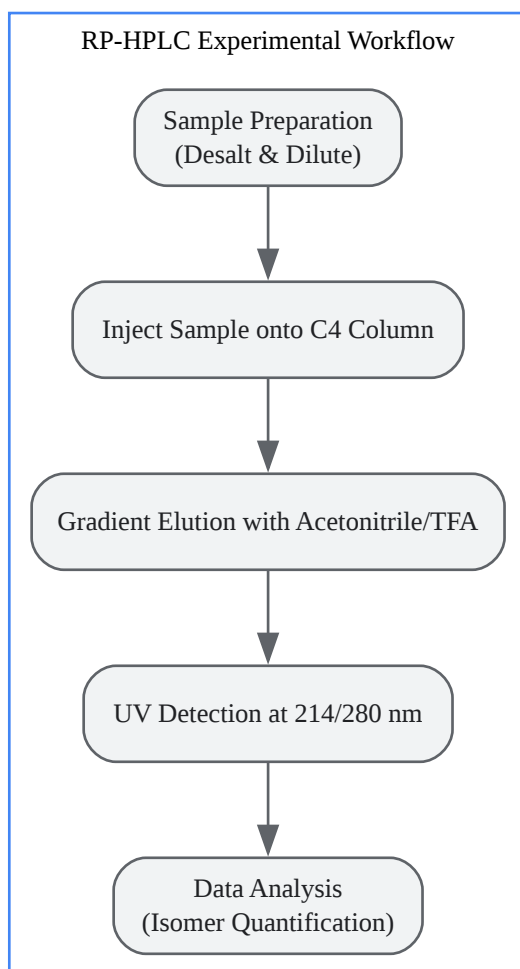 RP-HPLC Experimental Workflow
Sample Preparation
(Desalt & Dilute)
Inject Sample onto C4 Column
Gradient Elution with Acetonitrile/TFA
UV Detection at 214/280 nm
Data Analysis
(Isomer Quantification)